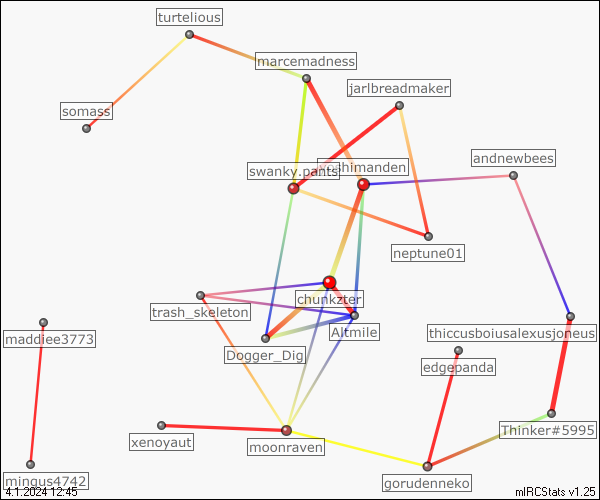 turtelious
marcemadness
jarlbreadmaker
somass
andnewbees
swanky.pants
neptune01
chunkzter
trash_skeleton
Altmile
maddiee3773
thiccusboiusalexusjoneus
Dogger_Dig
edgepanda
Thinker#5995
xenoyaut
moonraven
gorudenneko
mingus4742
4.1.2024 12:45
mIRCStats v1.25